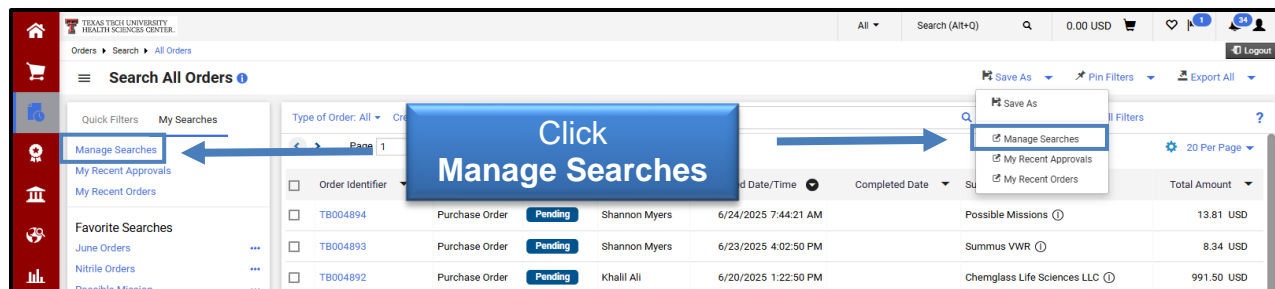 TEXAS TECH UNIVERSITY
HEALTH SCIENCES CENTER.
All Search (Alt+Q) 0.00 USD 1 34
Orders Search All Orders
Logout
Search All Orders
Save As Pin Filters Export All
Save As
Manage Searches
My Recent Approvals
My Recent Orders
Quick Filters My Searches
Manage Searches
My Recent Approvals
My Recent Orders
Favorite Searches
June Orders
Nitrile Orders
Type of Order: All
Filters ?
Page 1
20 Per Page
Click
Manage Searches
Order Identifier Date/Time Completed Date Total Amount
TB004894 Purchase Order Pending Shannon Myers 6/24/2025 7:44:21 AM Possible Missions 13.81 USD
TB004893 Purchase Order Pending Shannon Myers 6/23/2025 4:02:50 PM Summus VWR 8.34 USD
TB004892 Purchase Order Pending Khalil Ali 6/20/2025 1:22:50 PM Chemglass Life Sciences LLC 991.50 USD